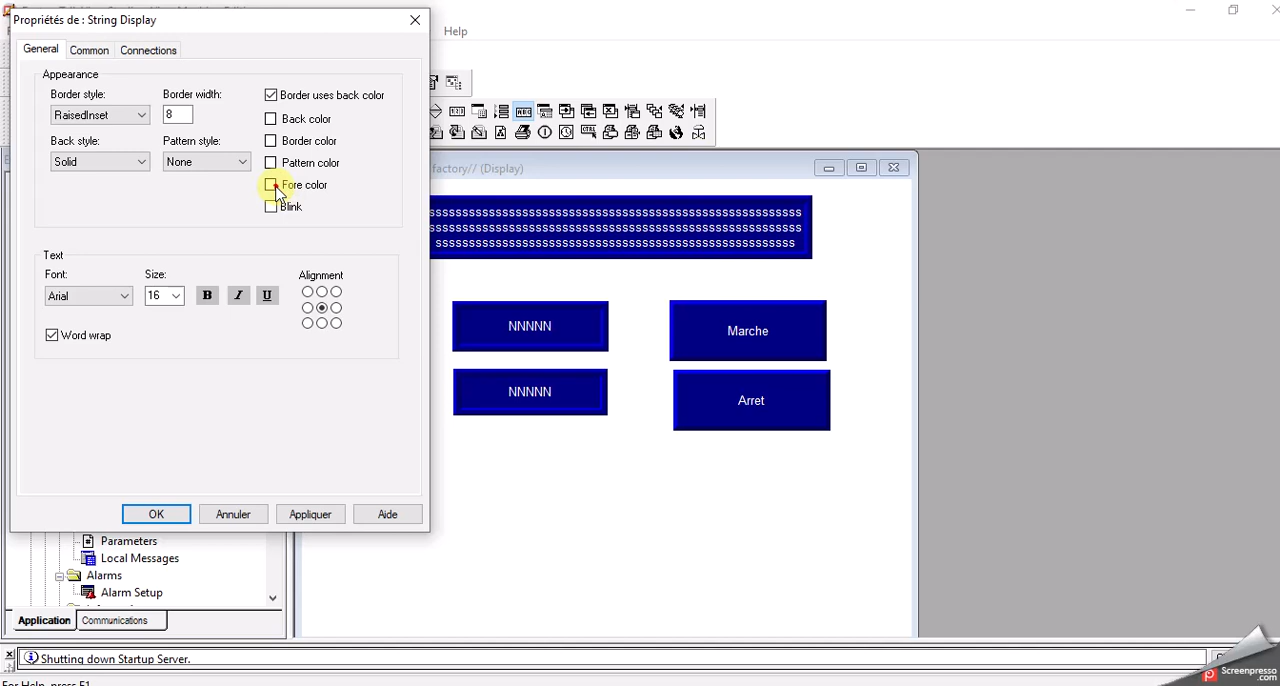 Propriétés de : String Display
Help
General Common Connections
Appearance
Border style: Border width:
RaisedInset 8
Border uses back color
Back color
Back style: Pattern style:
Border color
Solid None
Pattern color
Fore color
Blink
Text
Font: Size: Alignment
Arial 16 B I U
Word wrap
OK Annuler Appliquer Aide
factory// (Display)
NNNNN
NNNNN
Marche
Arret
Parameters
Local Messages
Alarms
Alarm Setup
Application Communications
Shutting down Startup Server.
For Help, press F1
Screenpresso
.com